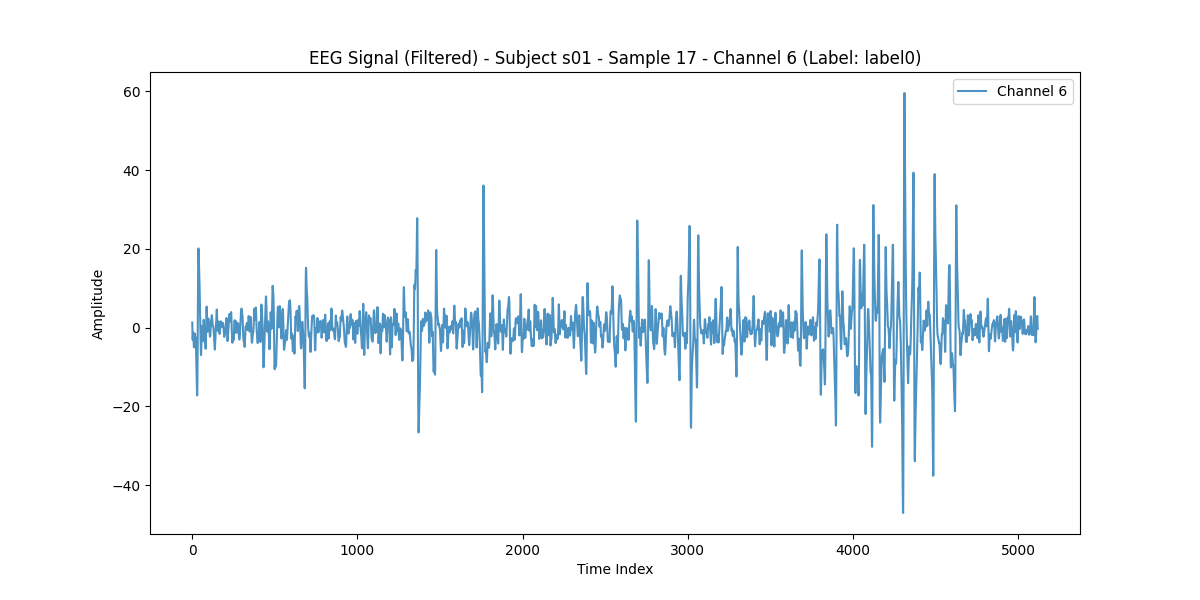 EEG Signal (Filtered) - Subject s01 - Sample 17 - Channel 6 (Label: label0)
Channel 6
60
40
20
0
−20
−40
Amplitude
0 1000 2000 3000 4000 5000
Time Index